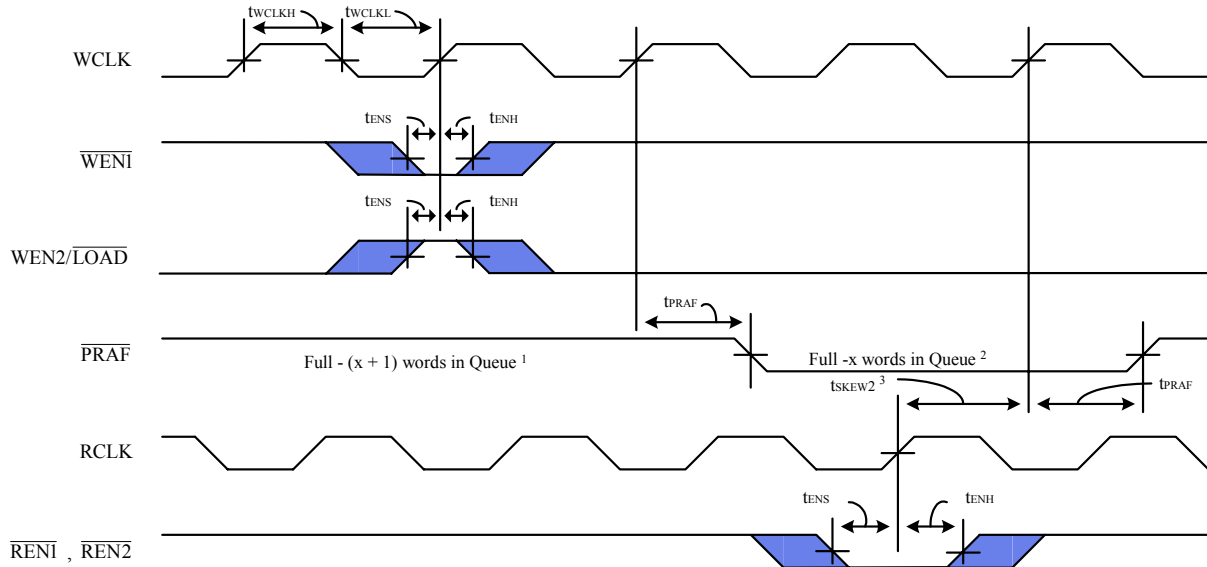 tWCLKH tWCLKL
WCLK
tENS tENH
WEN1
tENS tENH
WEN2/LOAD
tPRAF
PRAF
Full - (x + 1) words in Queue 1
Full -x words in Queue 2
tSKEW2 3 tPRAF
RCLK
tENS tENH
REN1 , REN2